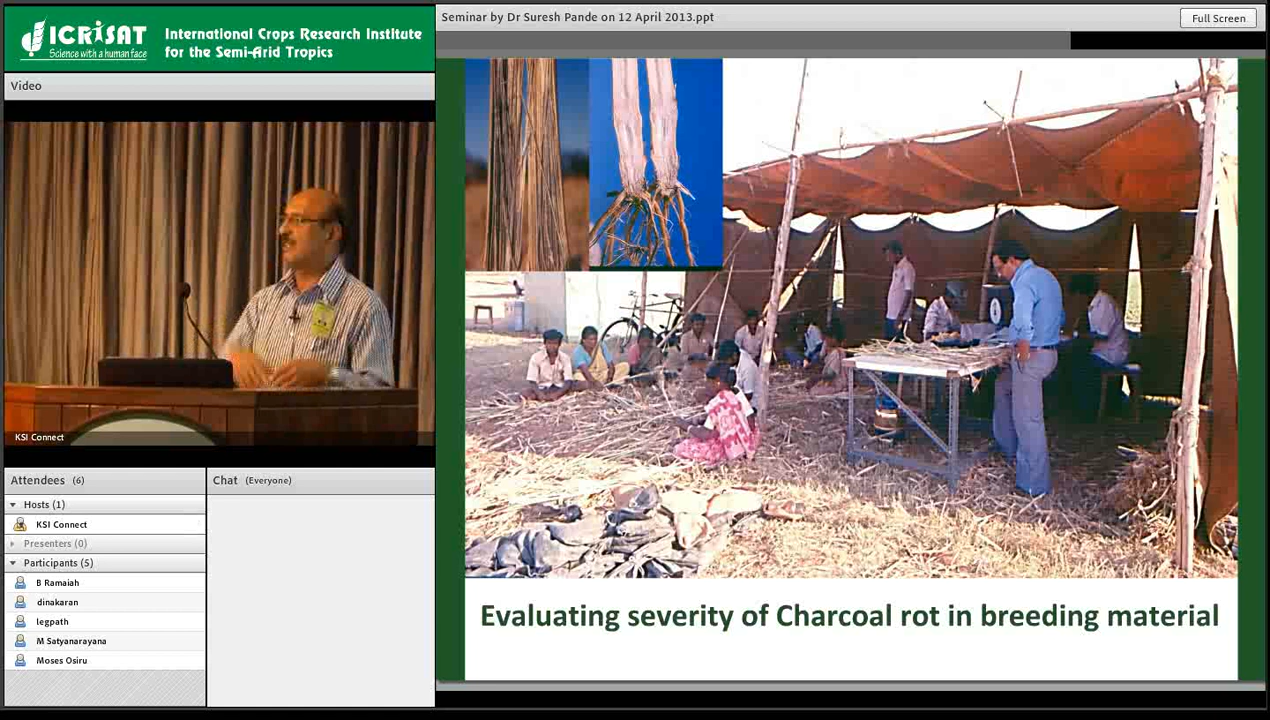 ICRISAT
Science with a human face
International Crops Research Institute
for the Semi-Arid Tropics
Seminar by Dr Suresh Pande on 12 April 2013.ppt
Full Screen
Video
KSI Connect
Attendees (6)
Hosts (1)
KSI Connect
Presenters (0)
Participants (5)
B Ramaiah
dinakaran
legpath
M Satyanarayana
Moses Osiru
Chat (Everyone)
Evaluating severity of Charcoal rot in breeding material